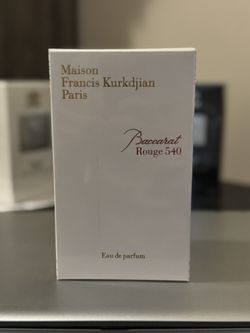 Maison
Francis Kurkdjian
Paris
Baccarat
Rouge 540
Eau de parfum